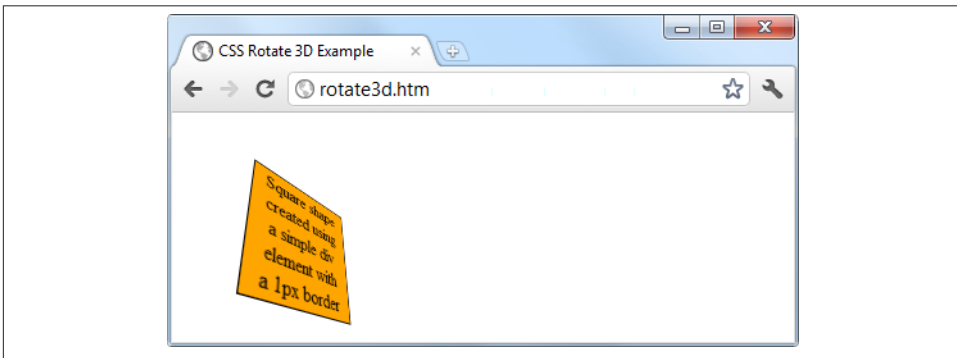 CSS Rotate 3D Example
rotate3d.htm
Square shape
created using
a simple div
element with
a 1px border